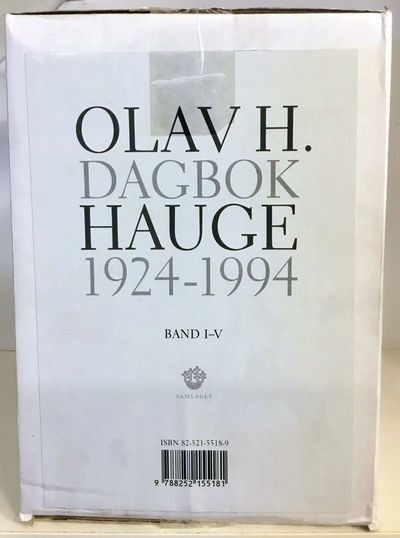 OLAV H.
DAGBOK
HAUGE
1924-1994
BAND I–V
SAMLAGET
ISBN 82-521-5518-9
9 788252 155181